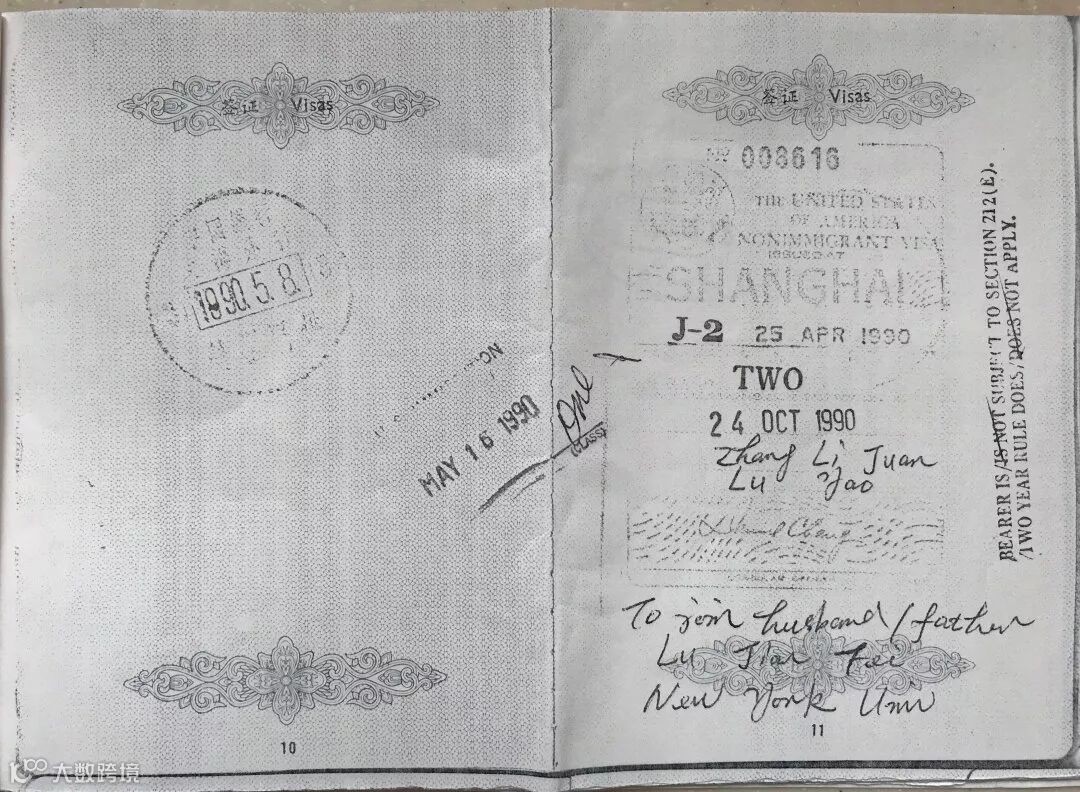 签证 Visas
1990.5.8.
MAY 16 1990
(CLASS)
10
签证 Visas
Nº 008616
THE UNITED STATES
OF AMERICA
NONIMMIGRANT VISA
ISSUED AT
SHANGHAI
J-2 25 APR 1990
TWO
24 OCT 1990
Zhang Li Juan
Lu Yao
To join husband/father
Lu Jian Fei
New York Univ
11
BEARER IS/IS NOT SUBJECT TO SECTION 212(E).
/TWO YEAR RULE DOES/DOES NOT APPLY.
大数跨境